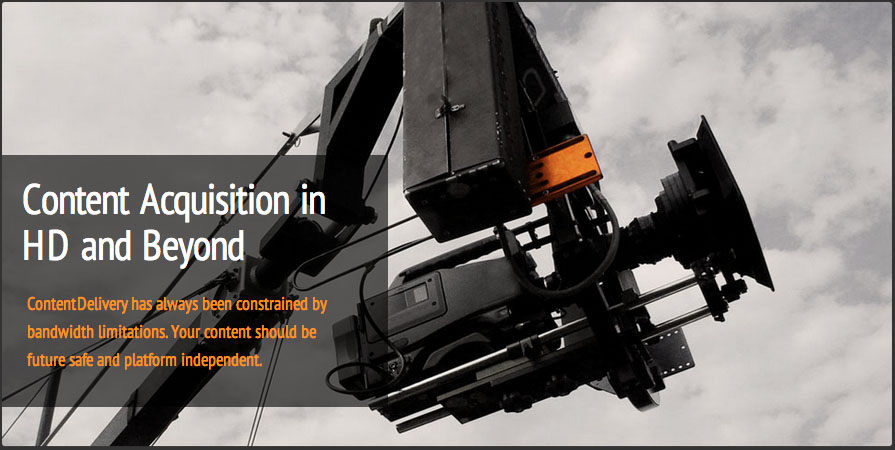 Content Acquisition in
HD and Beyond
ContentDelivery has always been constrained by
bandwidth limitations. Your content should be
future safe and platform independent.